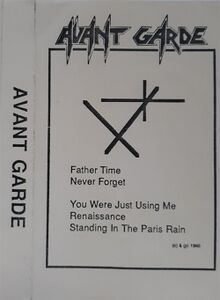 AVANT GARDE
AVANT GARDE
Father Time
Never Forget
You Were Just Using Me
Renaissance
Standing In The Paris Rain